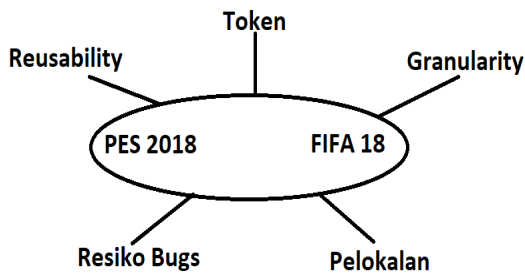 Token
Reusability
Granularity
PES 2018
FIFA 18
Resiko Bugs
Pelokalan